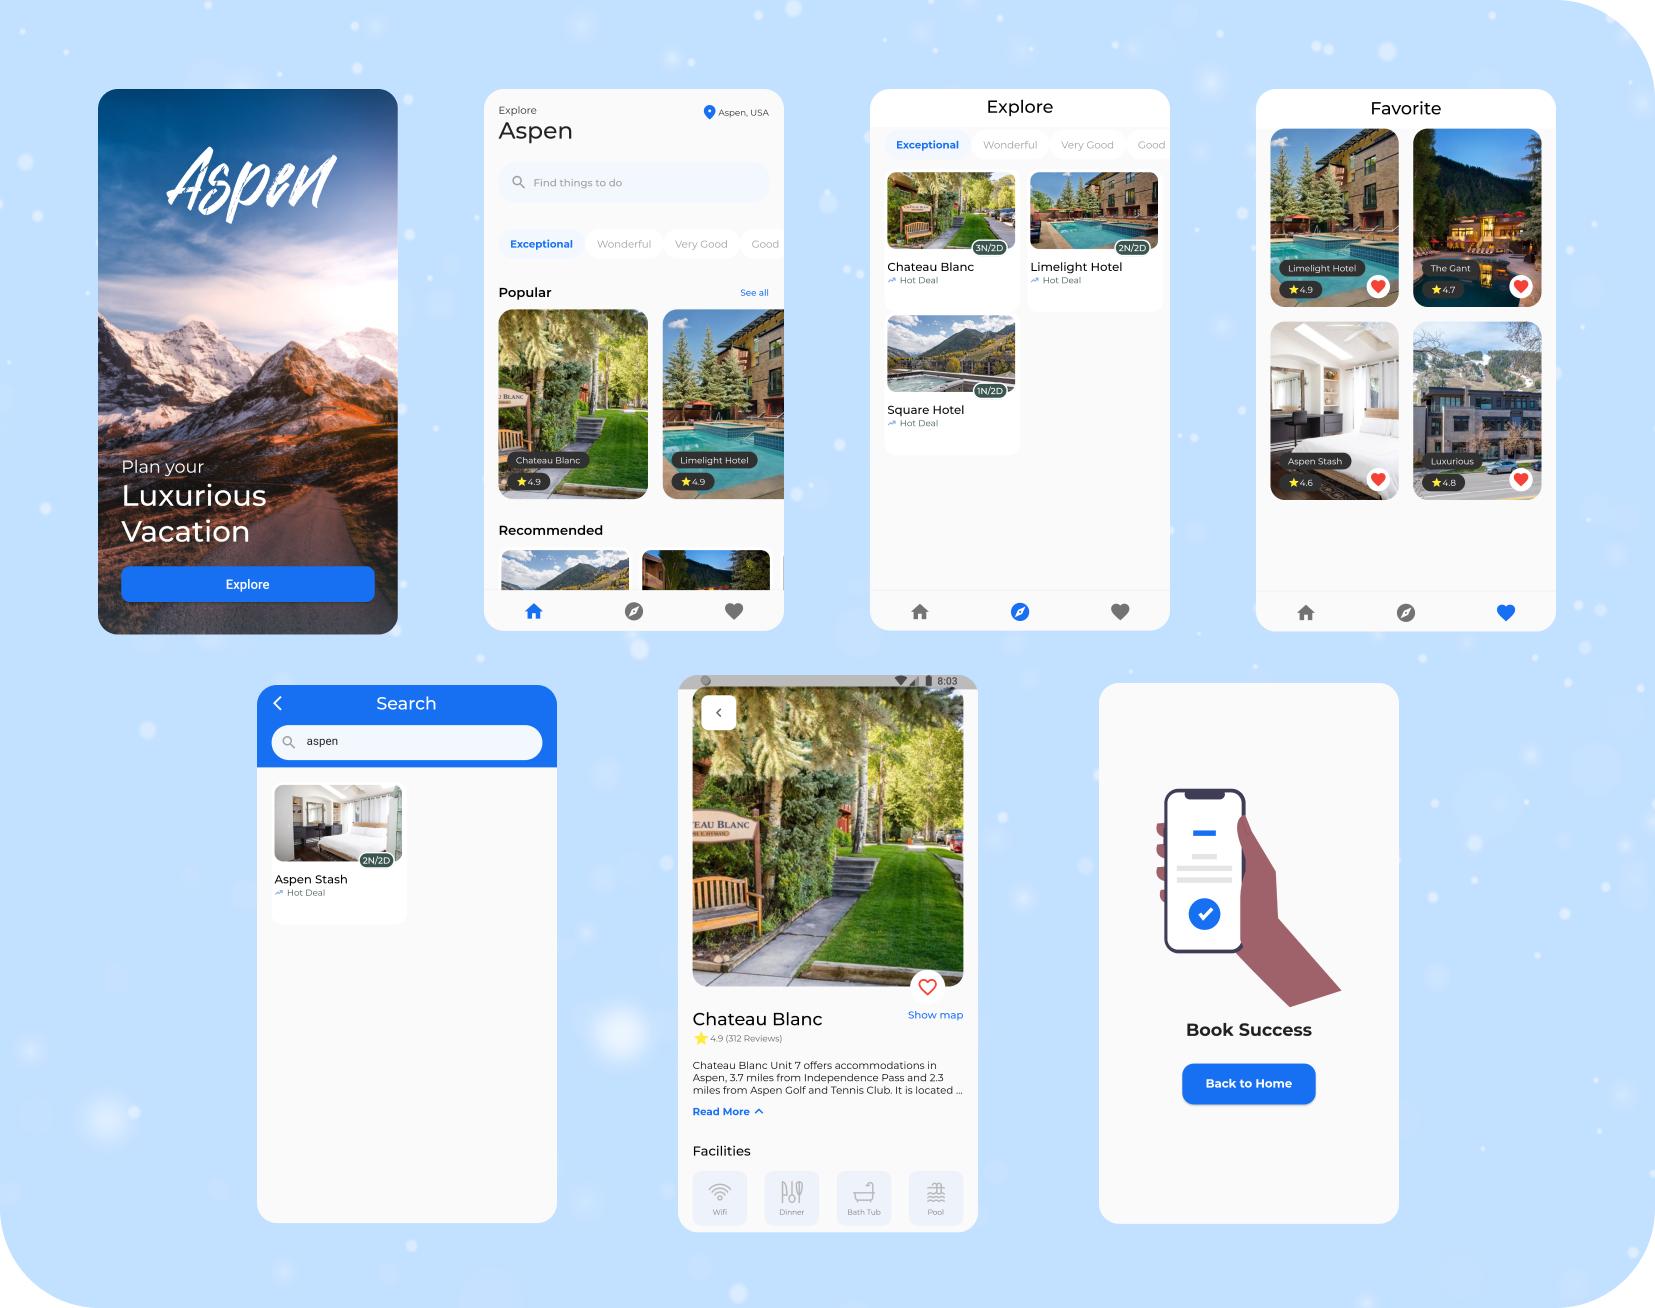 Aspen
Plan your
Luxurious
Vacation
Explore
Explore
Aspen
Aspen, USA
Find things to do
Exceptional
Wonderful
Very Good
Good
Popular
See all
Chateau Blanc
4.9
Limelight Hotel
4.9
Recommended
Explore
Exceptional
Wonderful
Very Good
Good
3N/2D
Chateau Blanc
Hot Deal
2N/2D
Limelight Hotel
Hot Deal
1N/2D
Square Hotel
Hot Deal
Favorite
Limelight Hotel
4.9
The Gant
4.7
Aspen Stash
4.6
Luxurious
4.8
Search
aspen
2N/2D
Aspen Stash
Hot Deal
8:03
TEAU BLANC
Chateau Blanc
Show map
4.9 (312 Reviews)
Chateau Blanc Unit 7 offers accommodations in
Aspen, 3.7 miles from Independence Pass and 2.3
miles from Aspen Golf and Tennis Club. It is located ...
Read More
Facilities
Wifi
Dinner
Bath Tub
Pool
Book Success
Back to Home